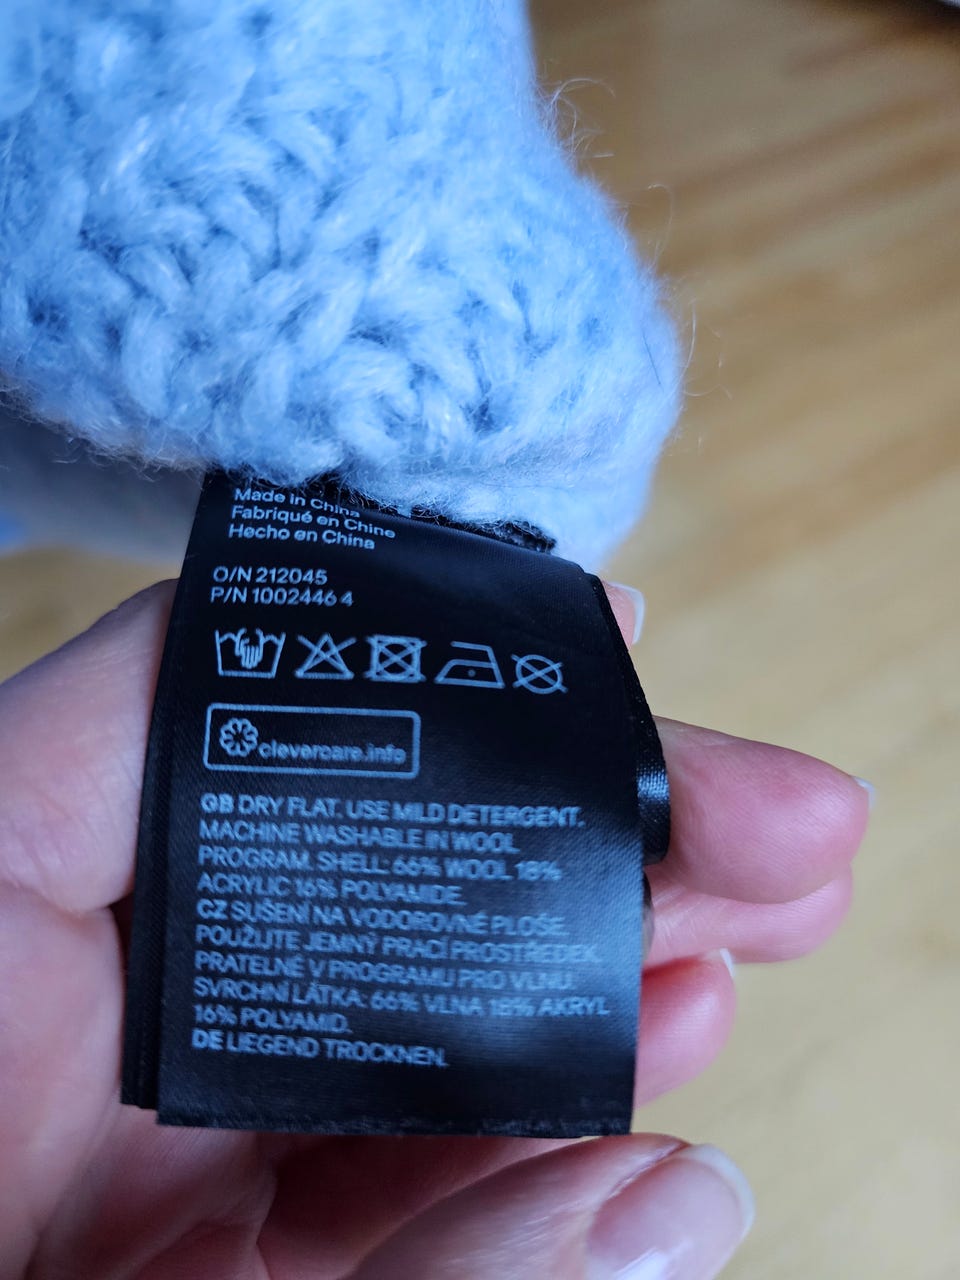 Made in China
Fabriqué en Chine
Hecho en China
O/N 212045
P/N 1002446 4
clevercare.info
GB DRY FLAT. USE MILD DETERGENT.
MACHINE WASHABLE IN WOOL
PROGRAM. SHELL: 66% WOOL 18%
ACRYLIC 16% POLYAMIDE.
CZ SUŠENÍ NA VODOROVNÉ PLOŠE.
POUŽIJTE JEMNÝ PRACÍ PROSTŘEDEK.
PRATELNÉ V PROGRAMU PRO VLNU.
SVRCHNÍ LÁTKA: 66% VLNA 18% AKRYL
16% POLYAMID.
DE LIEGEND TROCKNEN.